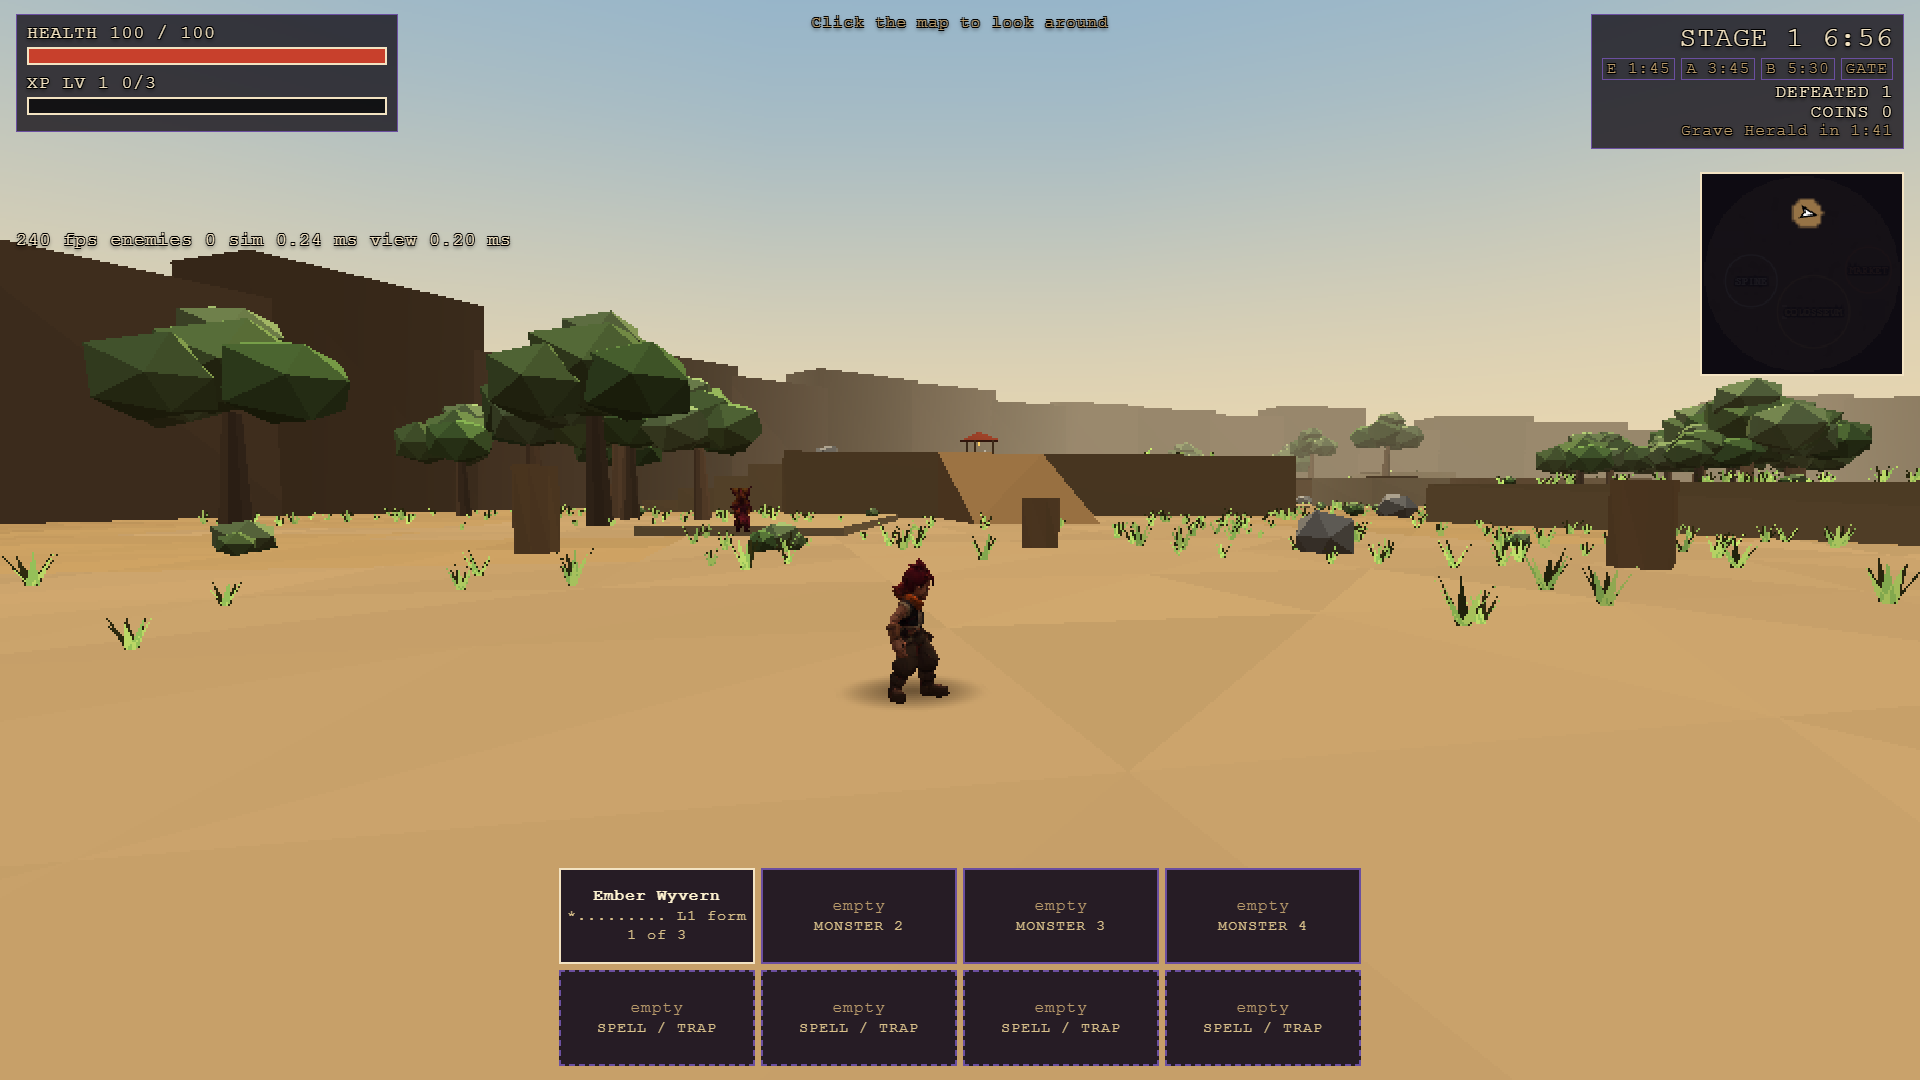 HEALTH 100 / 100
XP LV 1 0/3
Click the map to look around
STAGE 1 6:56
E 1:45 A 3:45 B 5:30 GATE
DEFEATED 1
COINS 0
Grave Herald in 1:41
240 fps enemies 0 sim 0.24 ms view 0.20 ms
Ember Wyvern
*......... L1 form
1 of 3
empty
MONSTER 2
empty
MONSTER 3
empty
MONSTER 4
empty
SPELL / TRAP
empty
SPELL / TRAP
empty
SPELL / TRAP
empty
SPELL / TRAP